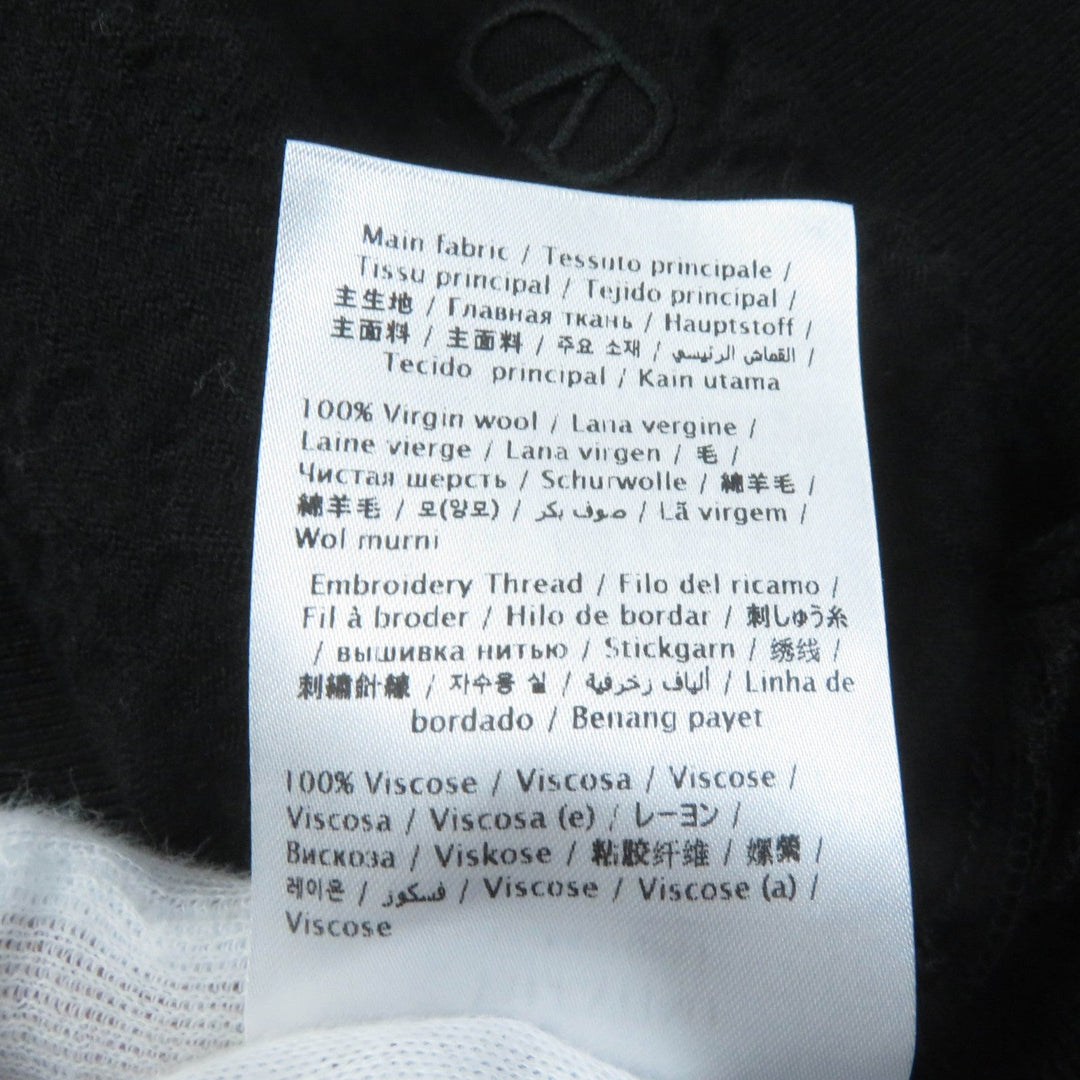 Main fabric / Tessuto principale /
Tissu principal / Tejido principal /
主生地 / Главная ткань / Hauptstoff /
主面料 / 主面料 / 주요 소재 / القماش الرئيسي /
Tecido principal / Kain utama
100% Virgin wool / Lana vergine /
Laine vierge / Lana virgen / 毛 /
Чистая шерсть / Schurwolle / 綿羊毛 /
綿羊毛 / 모(양모) / صوف بكر / Lã virgem /
Wol murni
Embroidery Thread / Filo del ricamo /
Fil à broder / Hilo de bordar / 刺しゅう糸
/ вышивка нитью / Stickgarn / 绣线 /
刺繡針線 / 자수용 실 / ألياف زخرفية / Linha de
bordado / Benang payet
100% Viscose / Viscosa / Viscose /
Viscosa / Viscosa (e) / レーヨン /
Вискоза / Viskose / 粘胶纤维 / 嫘縈 /
레이온 / فسكوز / Viscose / Viscose (a) /
Viscose